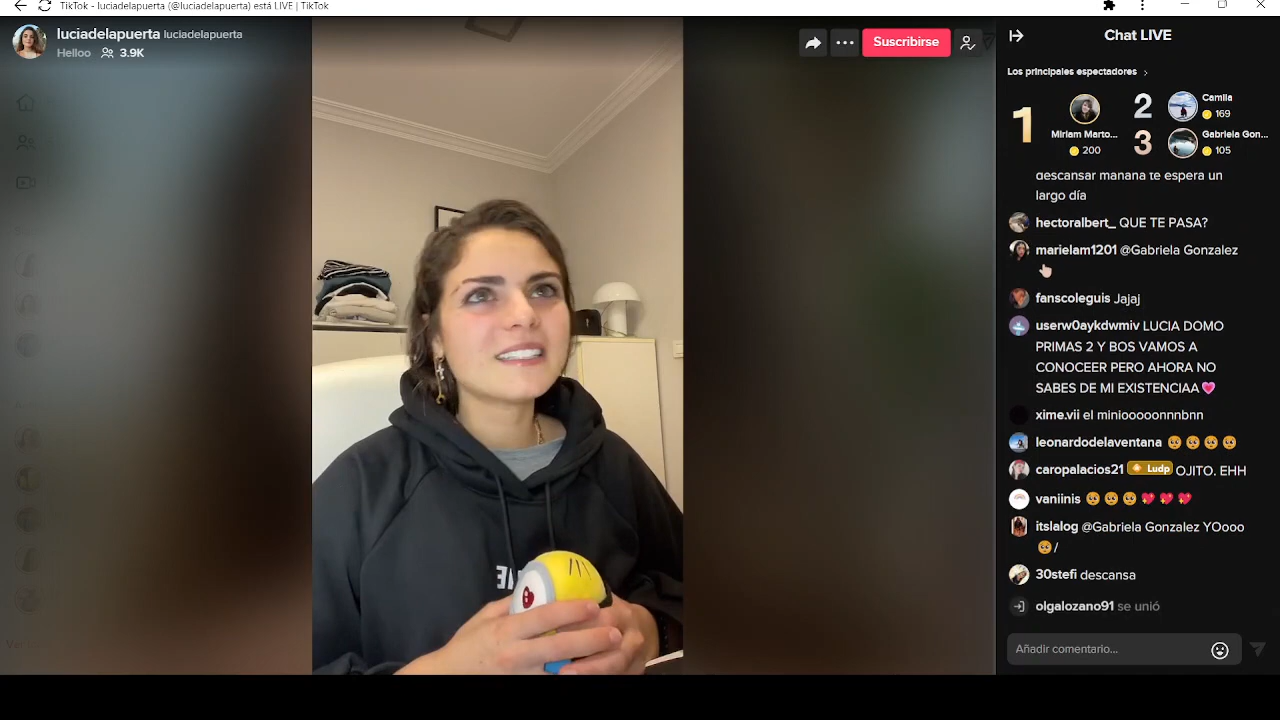 TikTok - luciadelapuerta (@luciadelapuerta) está LIVE | TikTok
luciadelapuerta luciadelapuerta
Helloo 3.9K
Suscribirse
Chat LIVE
Los principales espectadores
1
Miriam Marto...
200
2
Camila
169
3
Gabriela Gon...
105
descansar manana te espera un
largo día
hectoralbert_ QUE TE PASA?
marielam1201 @Gabriela Gonzalez
fanscoleguis Jajaj
userw0aykdwmiv LUCIA DOMO
PRIMAS 2 Y BOS VAMOS A
CONOCEER PERO AHORA NO
SABES DE MI EXISTENCIAA
xime.vii el miniooooonnnbnn
leonardodelaventana
caropalacios21 Ludp OJITO. EHH
vaniinis
itslalog @Gabriela Gonzalez YOooo
/
30stefi descansa
olgalozano91 se unió
Añadir comentario...